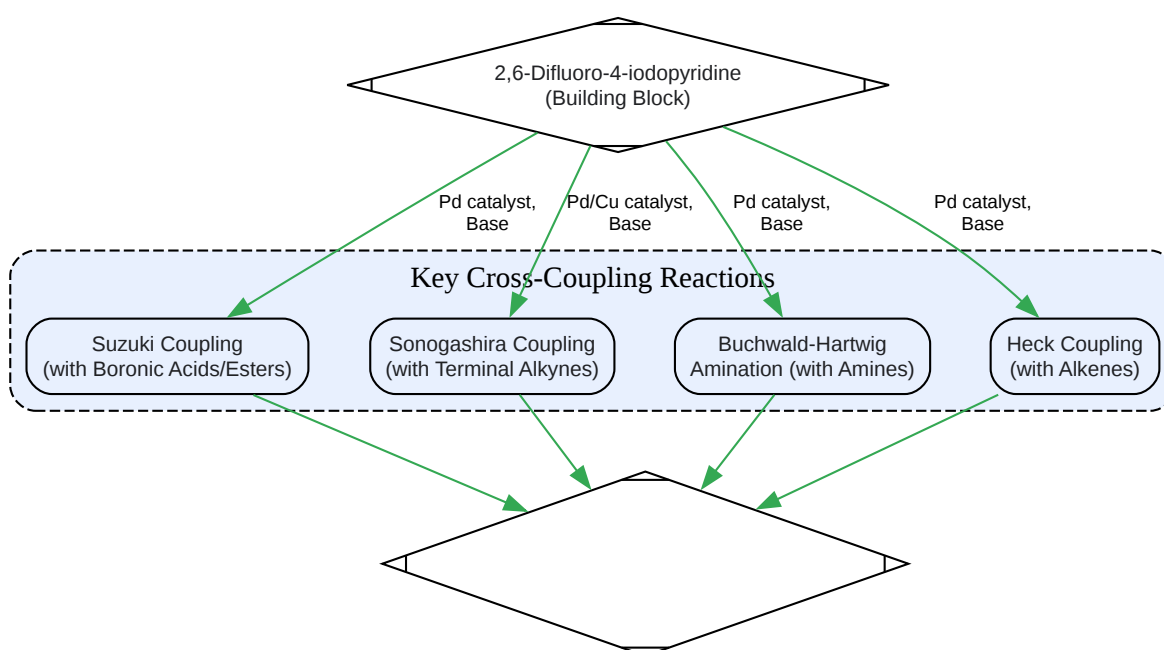 2,6-Difluoro-4-iodopyridine
(Building Block)
Pd catalyst,
Base
Pd/Cu catalyst,
Base
Pd catalyst,
Base
Pd catalyst,
Base
Key Cross-Coupling Reactions
Suzuki Coupling
(with Boronic Acids/Esters)
Sonogashira Coupling
(with Terminal Alkynes)
Buchwald-Hartwig
Amination (with Amines)
Heck Coupling
(with Alkenes)